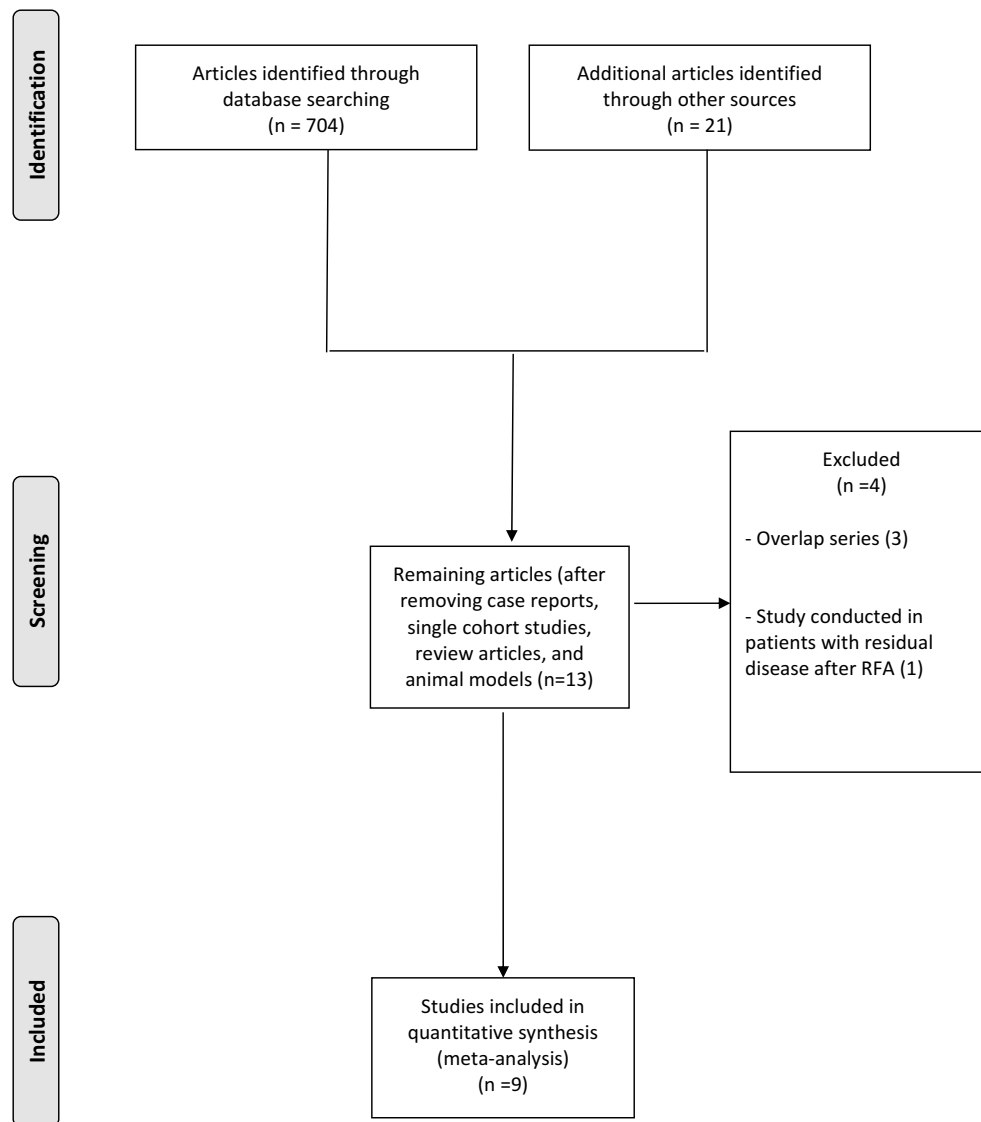 Identification
Articles identified through
database searching
(n = 704)
Additional articles identified
through other sources
(n = 21)
Screening
Remaining articles (after
removing case reports,
single cohort studies,
review articles, and
animal models (n=13)
Excluded
(n =4)
- Overlap series (3)
- Study conducted in
patients with residual
disease after RFA (1)
Included
Studies included in
quantitative synthesis
(meta-analysis)
(n =9)